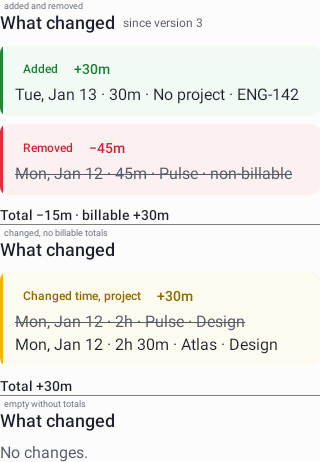 added and removed
What changed since version 3
Added +30m
Tue, Jan 13 · 30m · No project · ENG-142
Removed −45m
Mon, Jan 12 · 45m · Pulse · non-billable
Total −15m · billable +30m
changed, no billable totals
What changed
Changed time, project +30m
Mon, Jan 12 · 2h · Pulse · Design
Mon, Jan 12 · 2h 30m · Atlas · Design
Total +30m
empty without totals
What changed
No changes.